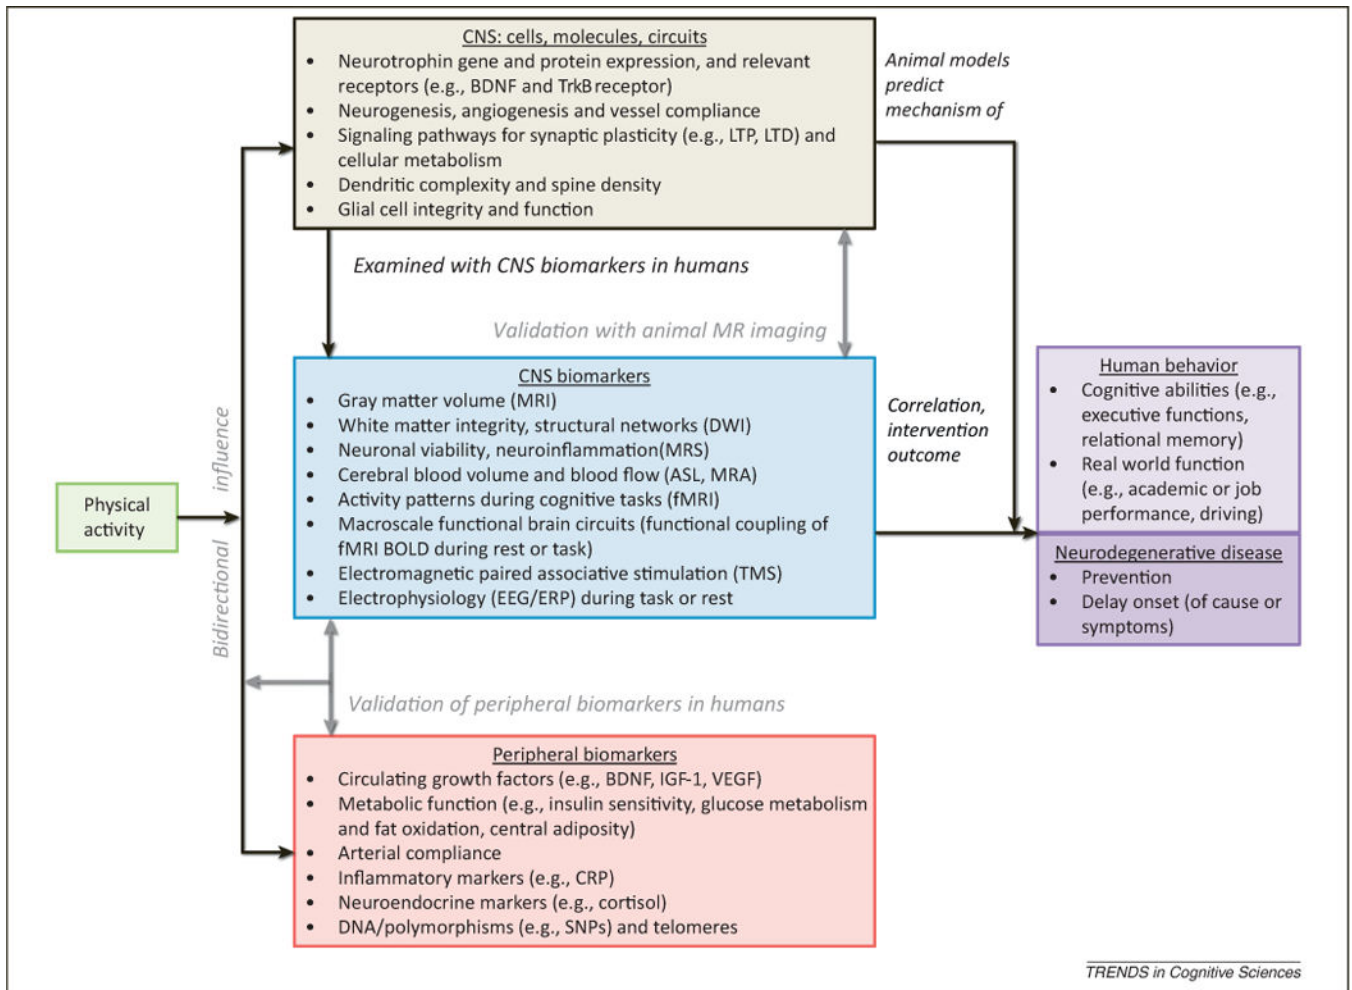 CNS: cells, molecules, circuits
• Neurotrophin gene and protein expression, and relevant
receptors (e.g., BDNF and TrkB receptor)
• Neurogenesis, angiogenesis and vessel compliance
• Signaling pathways for synaptic plasticity (e.g., LTP, LTD) and
cellular metabolism
• Dendritic complexity and spine density
• Glial cell integrity and function
Animal models
predict
mechanism of
Examined with CNS biomarkers in humans
Validation with animal MR imaging
Physical
activity
Bidirectional influence
CNS biomarkers
• Gray matter volume (MRI)
• White matter integrity, structural networks (DWI)
• Neuronal viability, neuroinflammation(MRS)
• Cerebral blood volume and blood flow (ASL, MRA)
• Activity patterns during cognitive tasks (fMRI)
• Macroscale functional brain circuits (functional coupling of
fMRI BOLD during rest or task)
• Electromagnetic paired associative stimulation (TMS)
• Electrophysiology (EEG/ERP) during task or rest
Correlation,
intervention
outcome
Human behavior
• Cognitive abilities (e.g.,
executive functions,
relational memory)
• Real world function
(e.g., academic or job
performance, driving)
Neurodegenerative disease
• Prevention
• Delay onset (of cause or
symptoms)
Validation of peripheral biomarkers in humans
Peripheral biomarkers
• Circulating growth factors (e.g., BDNF, IGF-1, VEGF)
• Metabolic function (e.g., insulin sensitivity, glucose metabolism
and fat oxidation, central adiposity)
• Arterial compliance
• Inflammatory markers (e.g., CRP)
• Neuroendocrine markers (e.g., cortisol)
• DNA/polymorphisms (e.g., SNPs) and telomeres
TRENDS in Cognitive Sciences